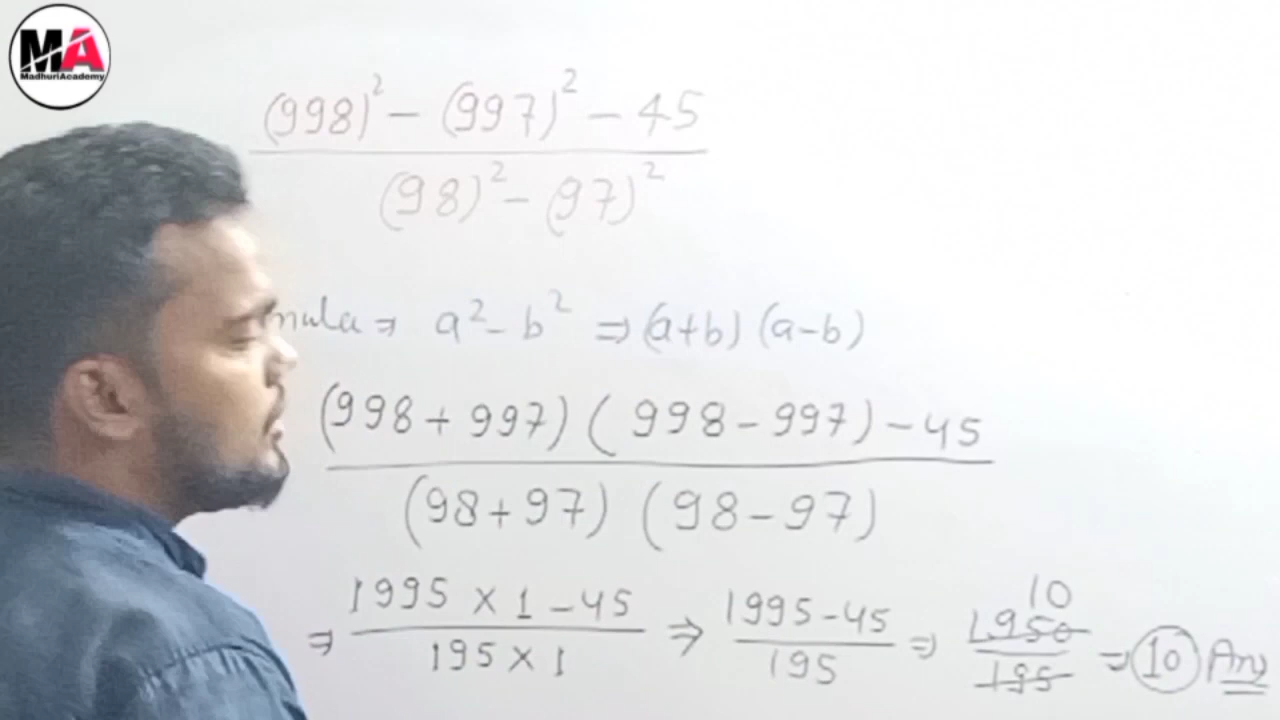 MA
MadhuriAcademy
(998)² - (997)² - 45
(98)² - (97)²
mula ⇒ a² - b² ⇒ (a+b) (a-b)
(998 + 997) ( 998 - 997) - 45
(98 + 97) (98 - 97)
⇒ 1995 × 1 - 45 ⇒ 1995 - 45 ⇒ 1950 10 ⇒ 10 Ans
195 × 1 195 195